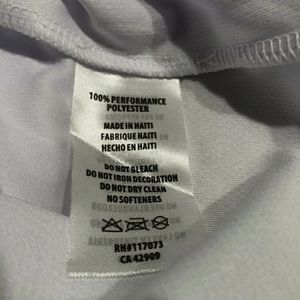 100% PERFORMANCE
POLYESTER
MADE IN HAITI
FABRIQUE HAITI
HECHO EN HAITI
DO NOT BLEACH
DO NOT IRON DECORATION
DO NOT DRY CLEAN
NO SOFTENERS
RN#117073
CA 42909